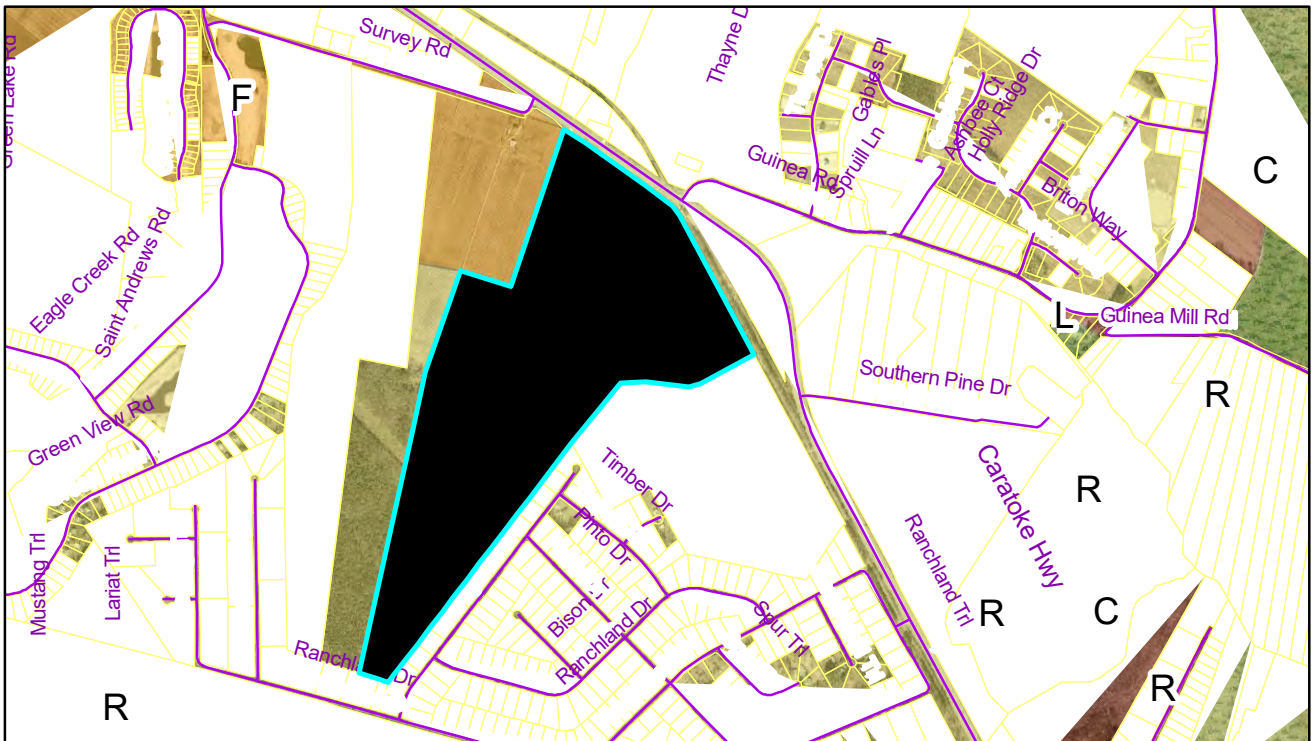 Green Lake Rd
Survey Rd
Thayne D
Gables Pl
Ashbee Ct
Holly Ridge Dr
F
C
Guinea Rd
Spruill Ln
Briton Way
Eagle Creek Rd
Saint Andrews Rd
L
Guinea Mill Rd
Southern Pine Dr
R
Green View Rd
Timber Dr
Caratoke Hwy
R
Pinto Dr
Ranchland Trl
Mustang Trl
Lariat Trl
Bison
Ranchland Dr
Spur Trl
R
C
Ranchl Dr
R
R